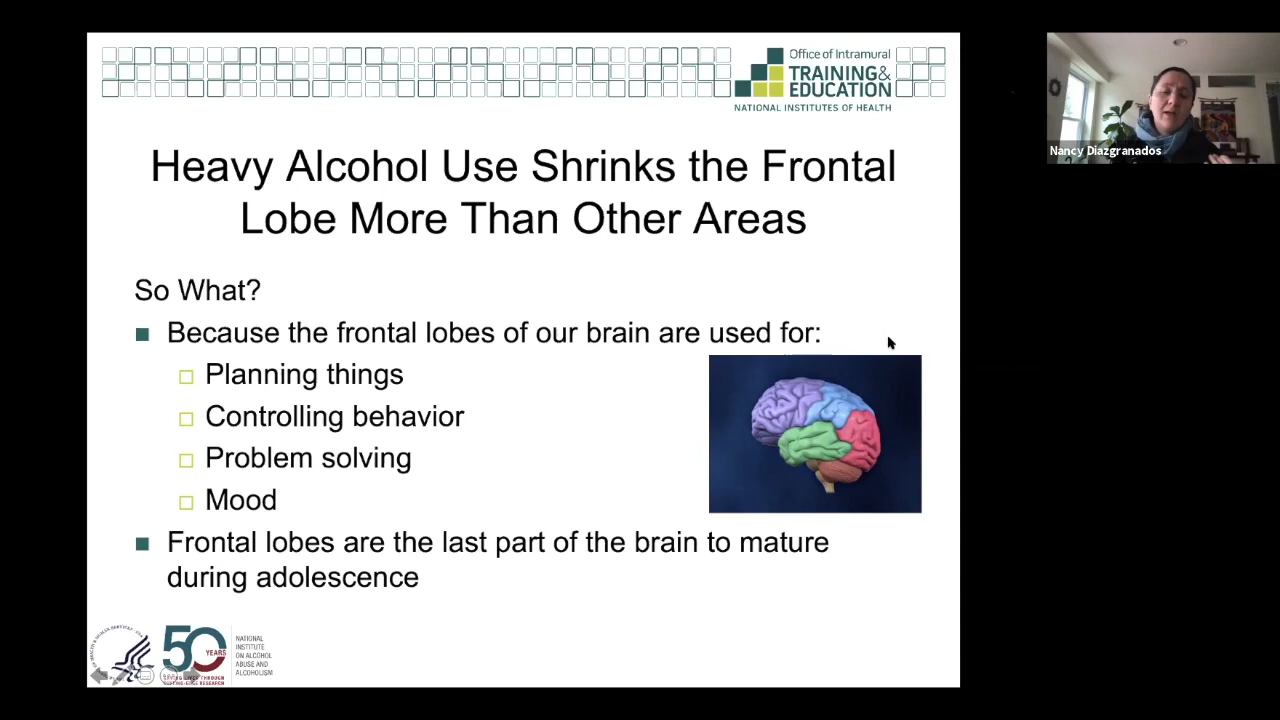 Office of Intramural
TRAINING&
EDUCATION
NATIONAL INSTITUTES OF HEALTH
Nancy Diazgranados
Heavy Alcohol Use Shrinks the Frontal
Lobe More Than Other Areas
So What?
Because the frontal lobes of our brain are used for:
Planning things
Controlling behavior
Problem solving
Mood
Frontal lobes are the last part of the brain to mature
during adolescence
50
YEARS
NATIONAL
INSTITUTE
ON ALCOHOL
ABUSE AND
ALCOHOLISM